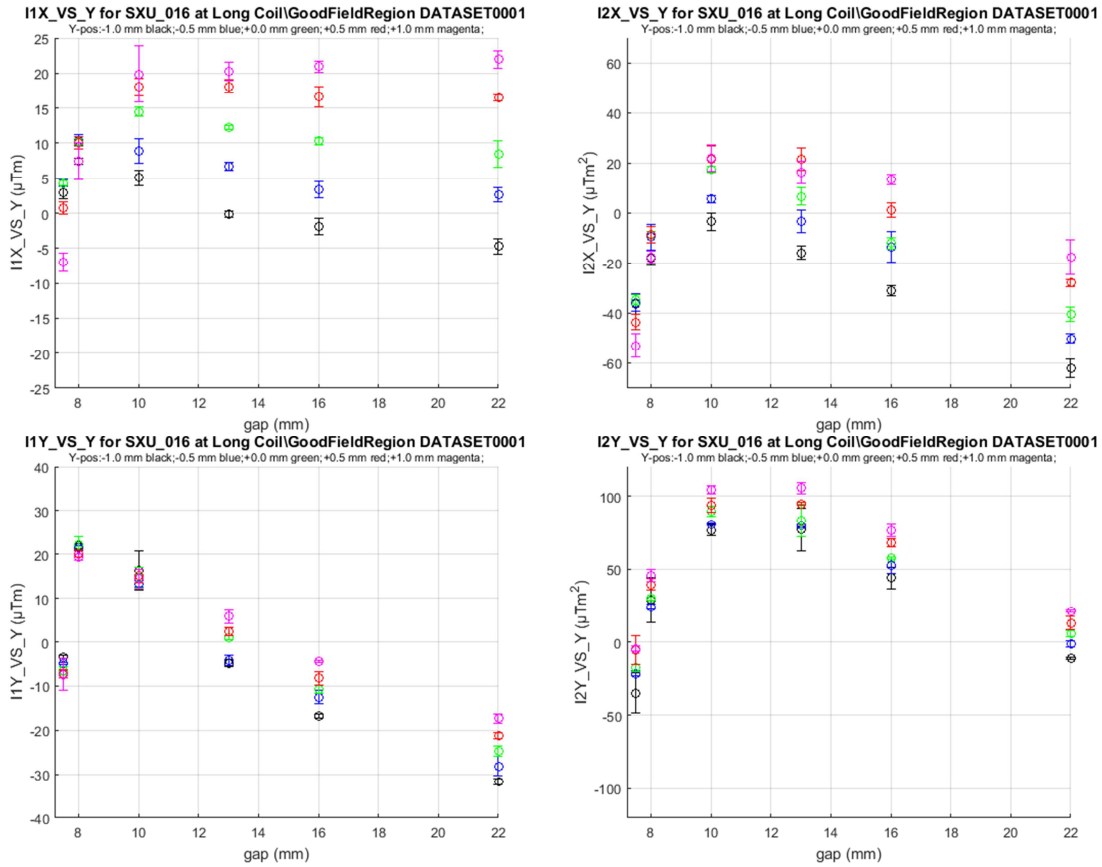 I1X_VS_Y for SXU_016 at Long Coil\GoodFieldRegion DATASET0001
Y-pos:-1.0 mm black;-0.5 mm blue;+0.0 mm green;+0.5 mm red;+1.0 mm magenta;
25
20
15
10
5
0
-5
-10
-15
-20
-25
I1X_VS_Y (μTm)
8 10 12 14 16 18 20 22
gap (mm)
I2X_VS_Y for SXU_016 at Long Coil\GoodFieldRegion DATASET0001
Y-pos:-1.0 mm black;-0.5 mm blue;+0.0 mm green;+0.5 mm red;+1.0 mm magenta;
60
40
20
0
-20
-40
-60
I2X_VS_Y (μTm²)
8 10 12 14 16 18 20 22
gap (mm)
I1Y_VS_Y for SXU_016 at Long Coil\GoodFieldRegion DATASET0001
Y-pos:-1.0 mm black;-0.5 mm blue;+0.0 mm green;+0.5 mm red;+1.0 mm magenta;
40
30
20
10
0
-10
-20
-30
-40
I1Y_VS_Y (μTm)
8 10 12 14 16 18 20 22
gap (mm)
I2Y_VS_Y for SXU_016 at Long Coil\GoodFieldRegion DATASET0001
Y-pos:-1.0 mm black;-0.5 mm blue;+0.0 mm green;+0.5 mm red;+1.0 mm magenta;
100
50
0
-50
-100
I2Y_VS_Y (μTm²)
8 10 12 14 16 18 20 22
gap (mm)